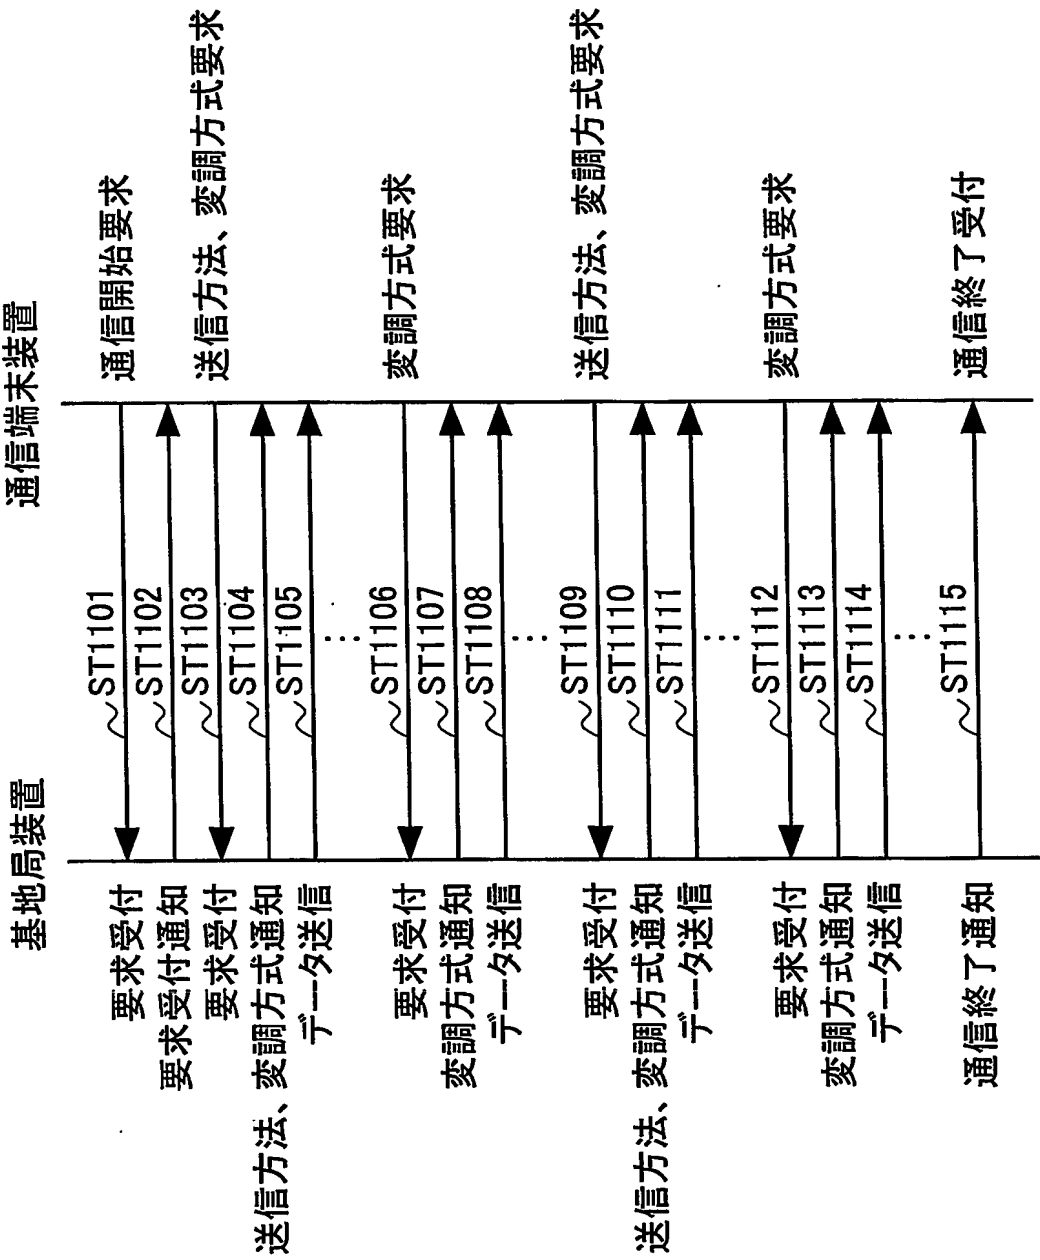 基地局装置
通信端末装置
通信開始要求
ST1101
要求受付
要求受付通知
ST1102
送信方法、変調方式要求
ST1103
要求受付
送信方法、変調方式通知
ST1104
データ送信
ST1105
...
変調方式要求
ST1106
要求受付
変調方式通知
ST1107
データ送信
ST1108
...
送信方法、変調方式要求
ST1109
要求受付
送信方法、変調方式通知
ST1110
データ送信
ST1111
...
変調方式要求
ST1112
要求受付
変調方式通知
ST1113
データ送信
ST1114
...
通信終了通知
ST1115
通信終了受付